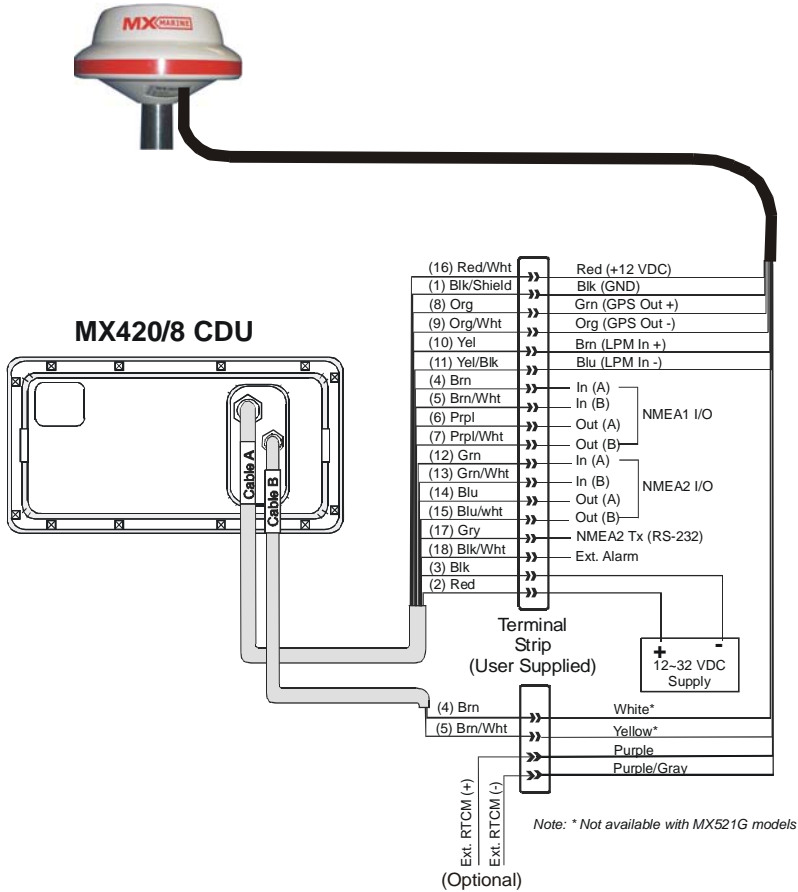 MX MARINE
MX420/8 CDU
Cable A
Cable B
(16) Red/Wht Red (+12 VDC)
(1) Blk/Shield Blk (GND)
(8) Org Grn (GPS Out +)
(9) Org/Wht Org (GPS Out -)
(10) Yel Brn (LPM In +)
(11) Yel/Blk Blu (LPM In -)
(4) Brn In (A)
(5) Brn/Wht In (B)
NMEA1 I/O
(6) Prpl Out (A)
(7) Prpl/Wht Out (B)
(12) Grn In (A)
(13) Grn/Wht In (B)
NMEA2 I/O
(14) Blu Out (A)
(15) Blu/wht Out (B)
(17) Gry NMEA2 Tx (RS-232)
(18) Blk/Wht Ext. Alarm
(3) Blk
(2) Red
Terminal
Strip
(User Supplied)
+ -
12~32 VDC
Supply
(4) Brn White*
(5) Brn/Wht Yellow*
Purple
Purple/Gray
Ext. RTCM (+)
Ext. RTCM (-)
(Optional)
Note: * Not available with MX521G models